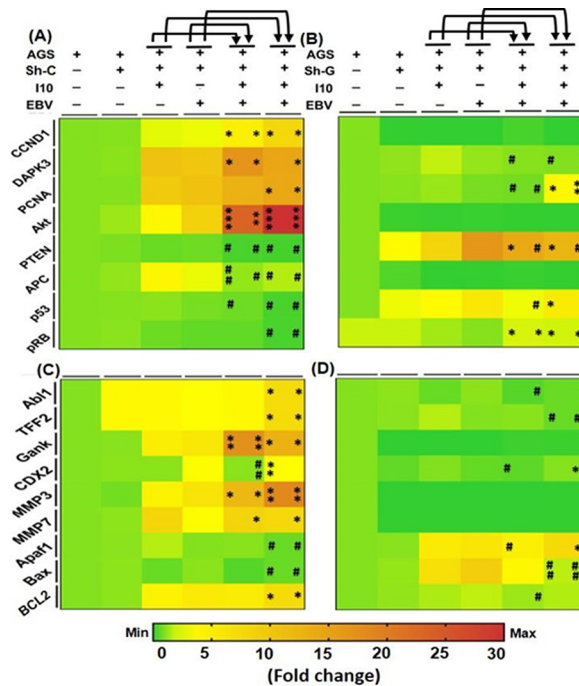 (A)
(B)
AGS + + + + + +
Sh-C – + + + + +
I10 – – + – + +
EBV – – – + + +
AGS + + + + + +
Sh-G – + + + + +
I10 – – + – + +
EBV – – – + + +
CCND1
DAPK3
PCNA
Akt
PTEN
APC
p53
pRB
(C)
(D)
Abl1
TFF2
Gank
CDX2
MMP3
MMP7
Apaf1
Bax
BCL2
Min
Max
0 5 10 15 20 25 30
(Fold change)